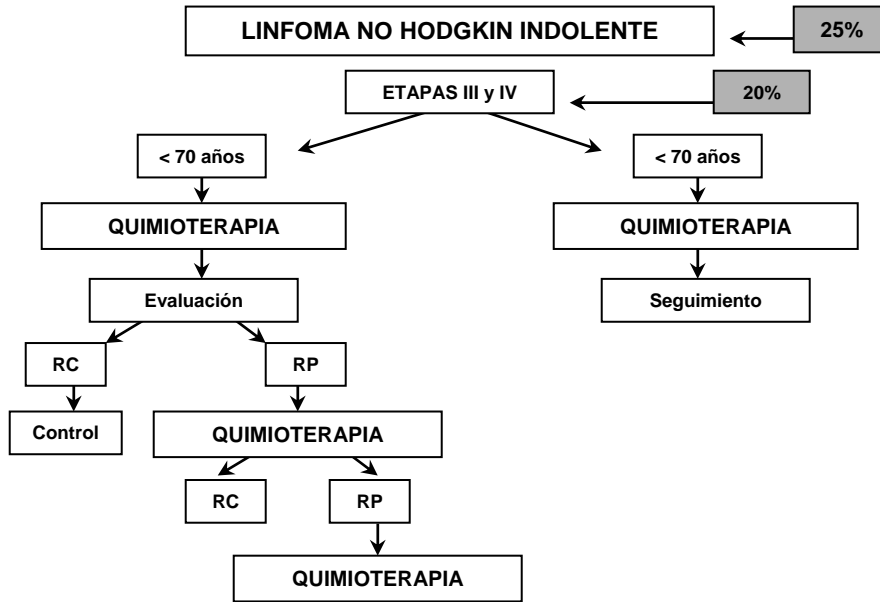 LINFOMA NO HODGKIN INDOLENTE
25%
ETAPAS III y IV
20%
< 70 años
< 70 años
QUIMIOTERAPIA
QUIMIOTERAPIA
Evaluación
Seguimiento
RC
RP
Control
QUIMIOTERAPIA
RC
RP
QUIMIOTERAPIA